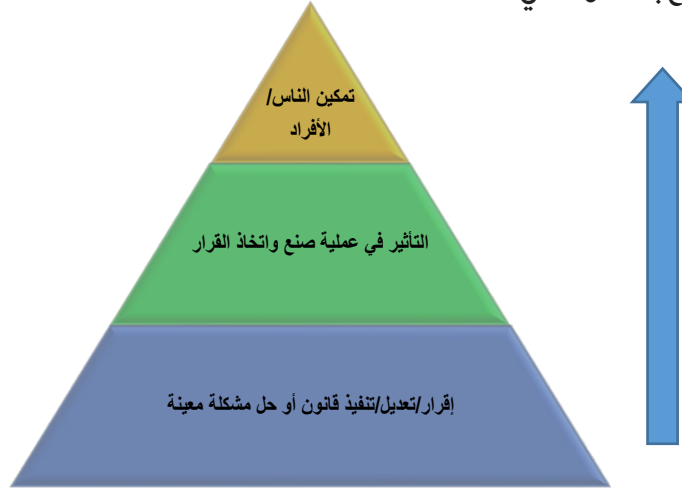 تمكين الناس/
الأفراد
التأثير في عملية صنع واتخاذ القرار
إقرار/تعديل/تنفيذ قانون أو حل مشكلة معينة